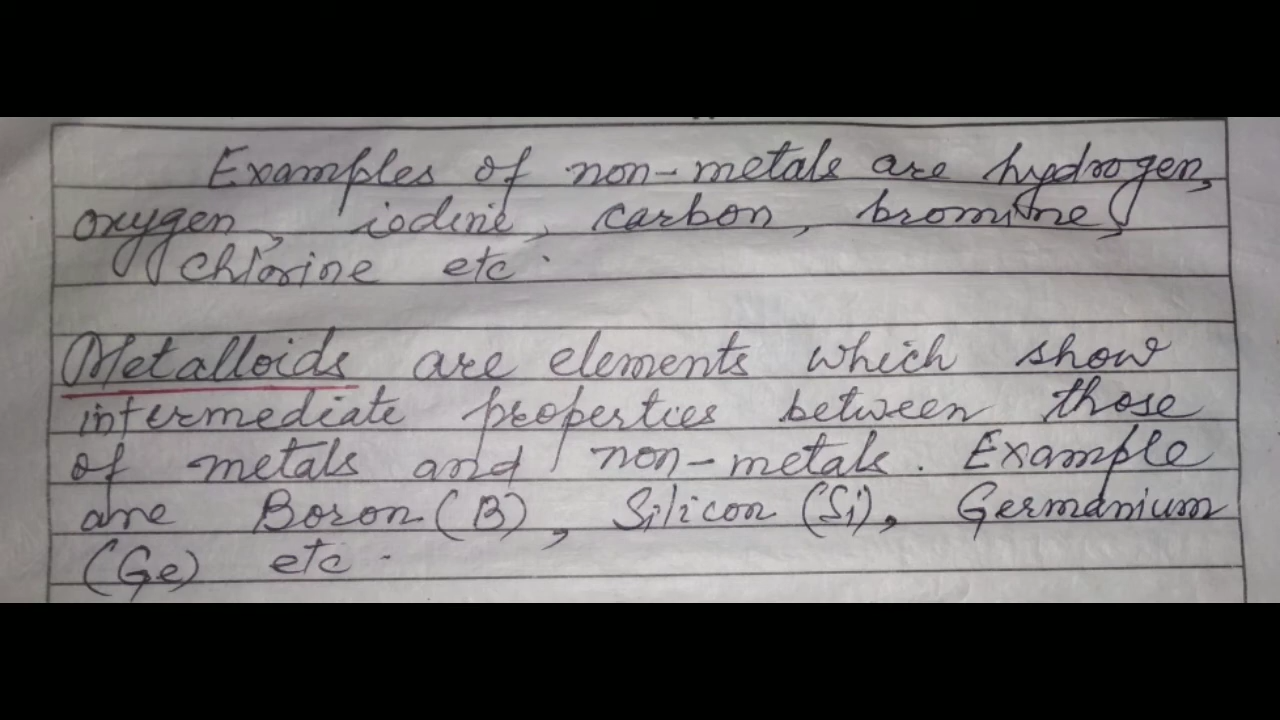 Examples of non-metals are hydrogen,
oxygen, iodine, carbon, bromine,
chlorine etc.
Metalloids are elements which show
intermediate properties between those
of metals and non-metals. Example
are Boron (B), Silicon (Si), Germanium
(Ge) etc.